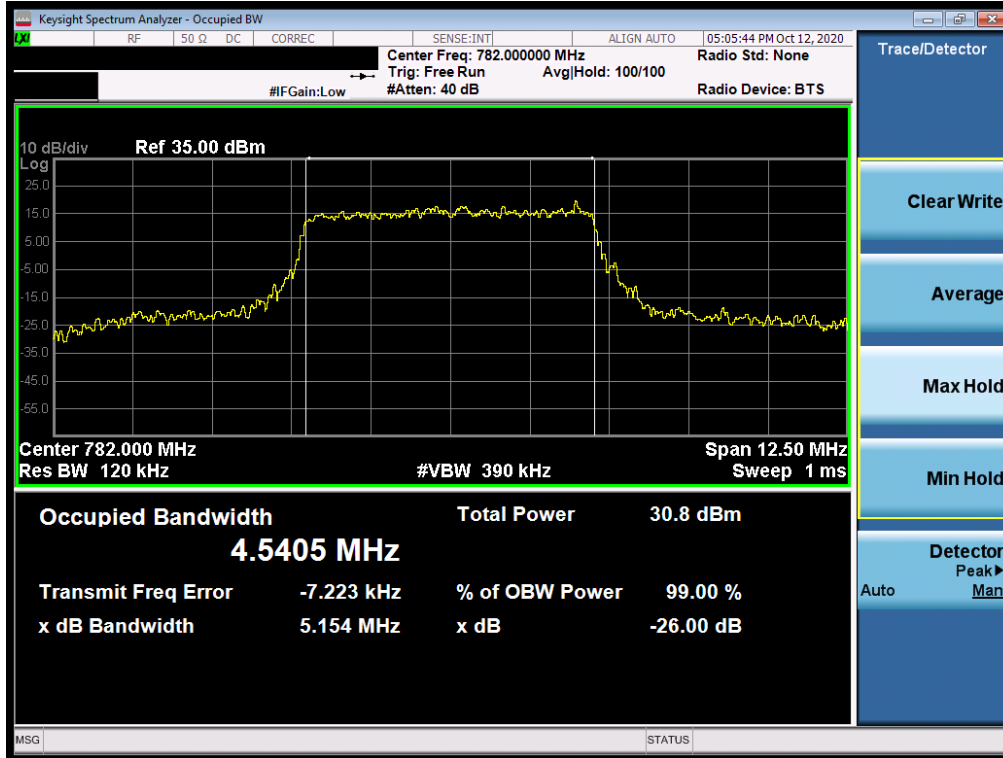 Keysight Spectrum Analyzer - Occupied BW
LXI RF 50 Ω DC CORREC SENSE:INT ALIGN AUTO 05:05:44 PM Oct 12, 2020
Center Freq: 782.000000 MHz Radio Std: None
Trig: Free Run Avg|Hold: 100/100
#IFGain:Low #Atten: 40 dB Radio Device: BTS
10 dB/div Ref 35.00 dBm
Log
25.0
15.0
5.00
-5.00
-15.0
-25.0
-35.0
-45.0
-55.0
Center 782.000 MHz Span 12.50 MHz
Res BW 120 kHz #VBW 390 kHz Sweep 1 ms
Occupied Bandwidth Total Power 30.8 dBm
4.5405 MHz
Transmit Freq Error -7.223 kHz % of OBW Power 99.00 %
x dB Bandwidth 5.154 MHz x dB -26.00 dB
MSG STATUS
Trace/Detector
Clear Write
Average
Max Hold
Min Hold
Detector
Peak▶
Auto Man